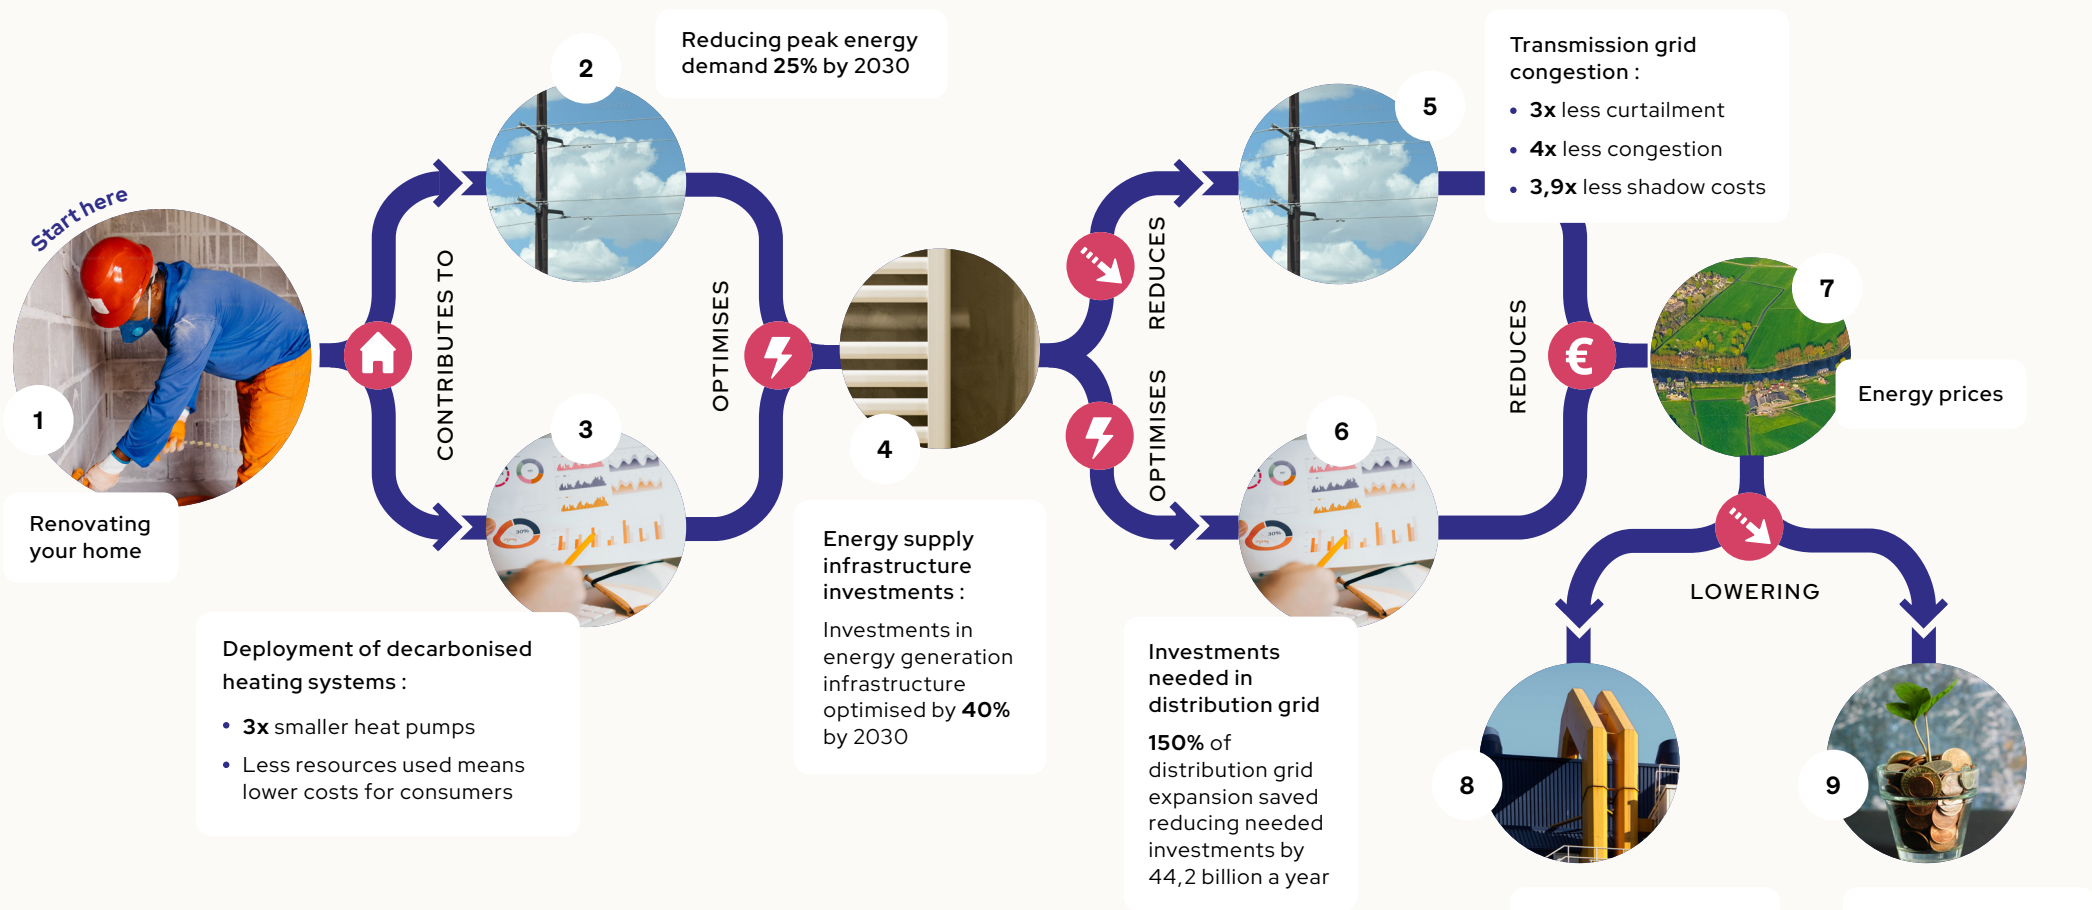 Start here
1
Renovating
your home
CONTRIBUTES TO
2
Reducing peak energy
demand 25% by 2030
3
Deployment of decarbonised
heating systems :
• 3x smaller heat pumps
• Less resources used means
lower costs for consumers
OPTIMISES
4
Energy supply
infrastructure
investments :
Investments in
energy generation
infrastructure
optimised by 40%
by 2030
REDUCES
OPTIMISES
5
Transmission grid
congestion :
• 3x less curtailment
• 4x less congestion
• 3,9x less shadow costs
6
30%
30%
Investments
needed in
distribution grid
150% of
distribution grid
expansion saved
reducing needed
investments by
44,2 billion a year
REDUCES
€
7
Energy prices
LOWERING
8
9